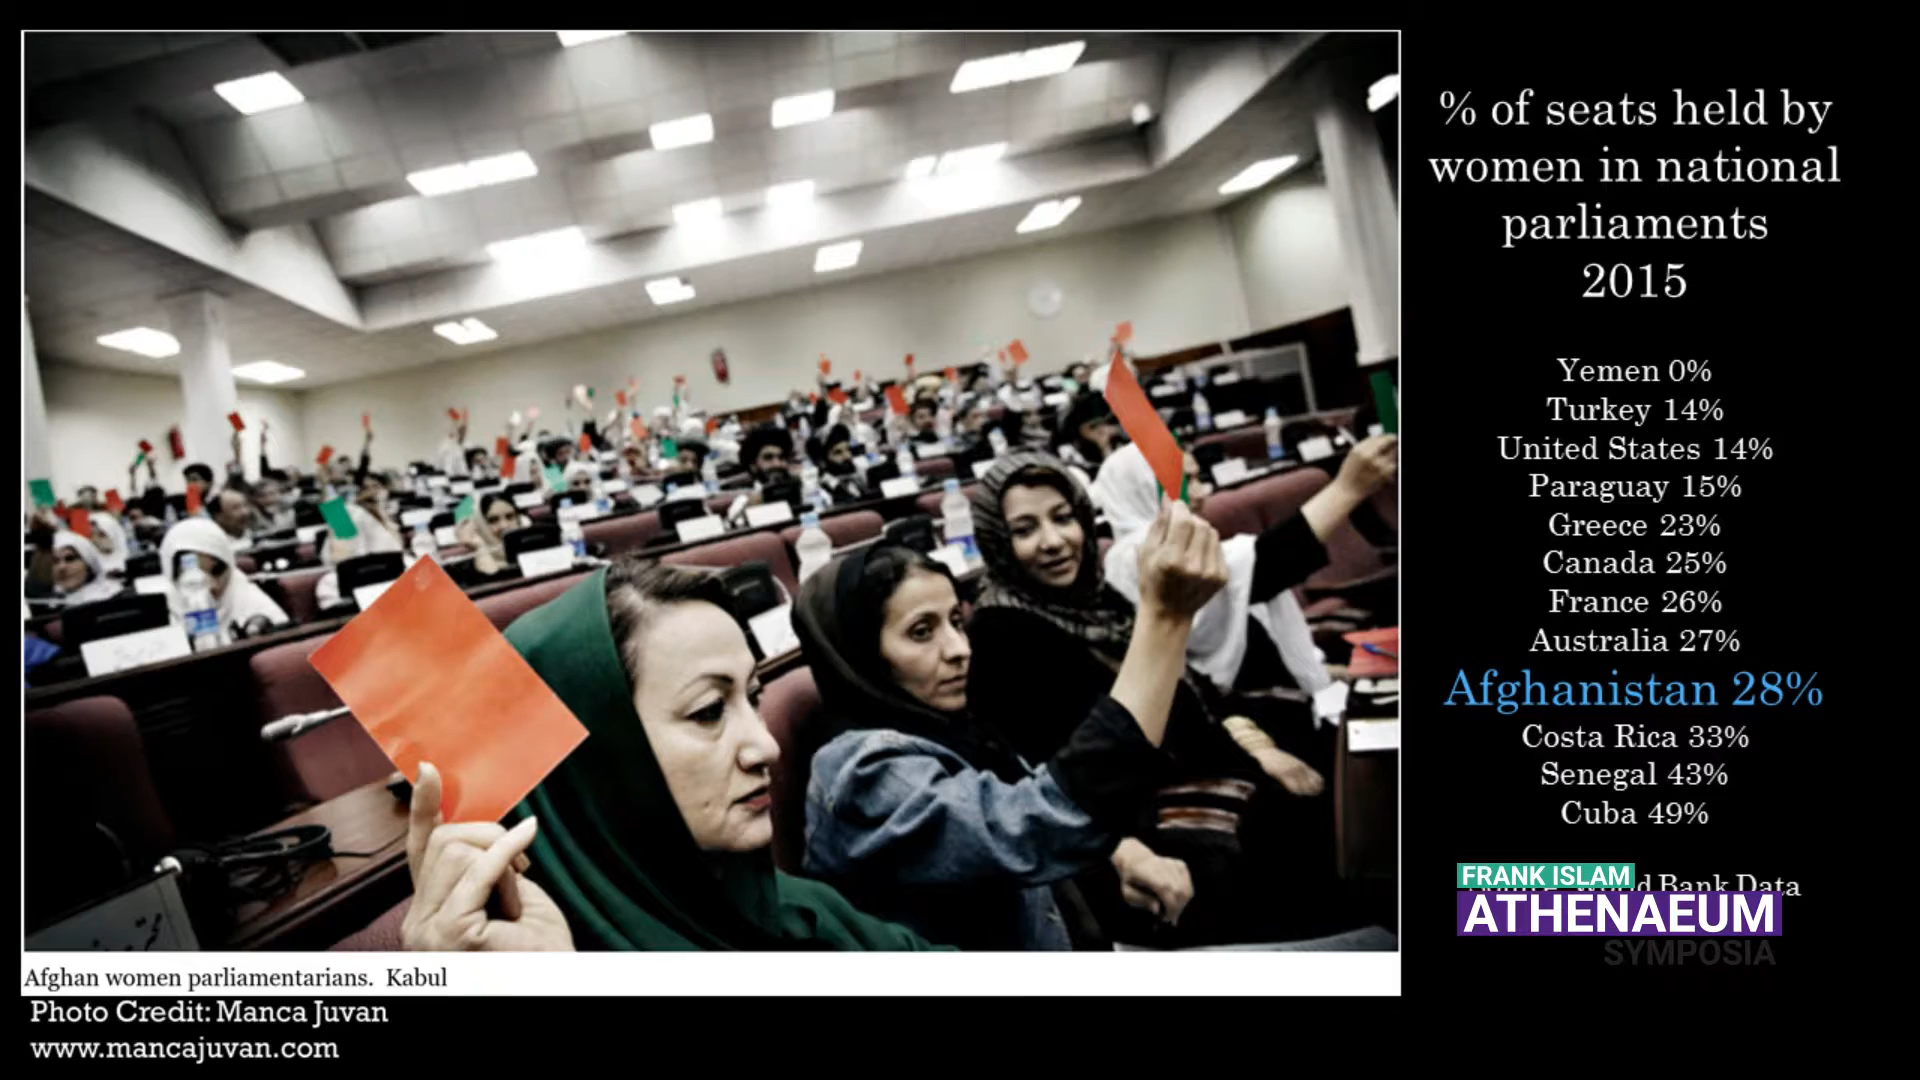 % of seats held by
women in national
parliaments
2015
Yemen 0%
Turkey 14%
United States 14%
Paraguay 15%
Greece 23%
Canada 25%
France 26%
Australia 27%
Afghanistan 28%
Costa Rica 33%
Senegal 43%
Cuba 49%
Bank Data
FRANK ISLAM
ATHENAEUM
SYMPOSIA
Afghan women parliamentarians. Kabul
Photo Credit: Manca Juvan
www.mancajuvan.com